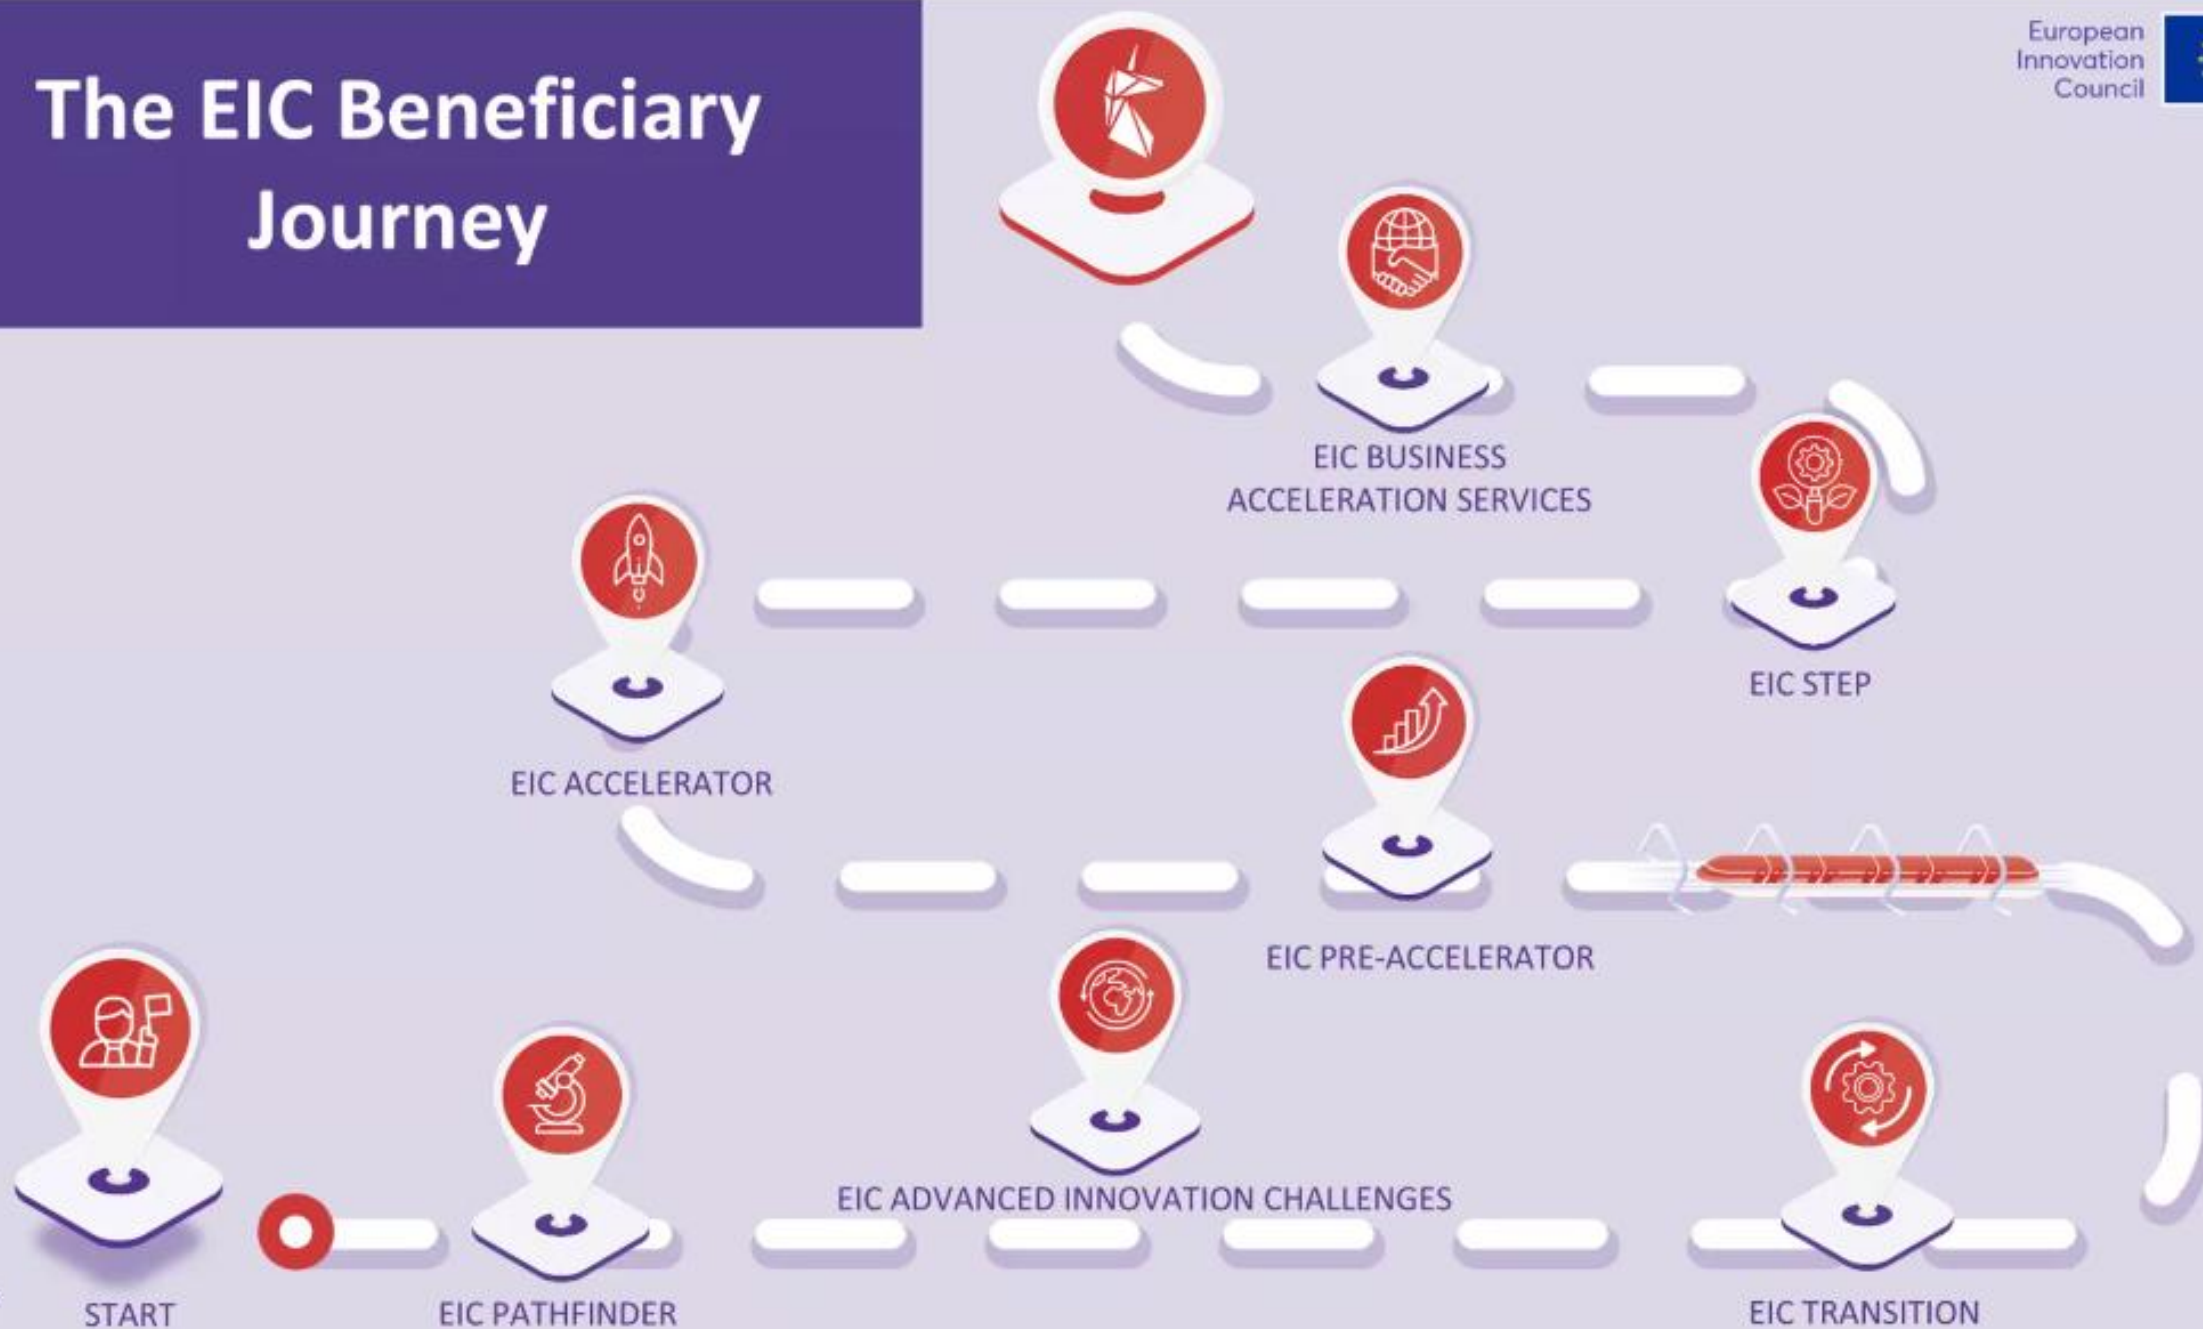 The EIC Beneficiary
Journey
European
Innovation
Council
EIC BUSINESS
ACCELERATION SERVICES
EIC STEP
EIC ACCELERATOR
EIC PRE-ACCELERATOR
EIC ADVANCED INNOVATION CHALLENGES
START
EIC PATHFINDER
EIC TRANSITION